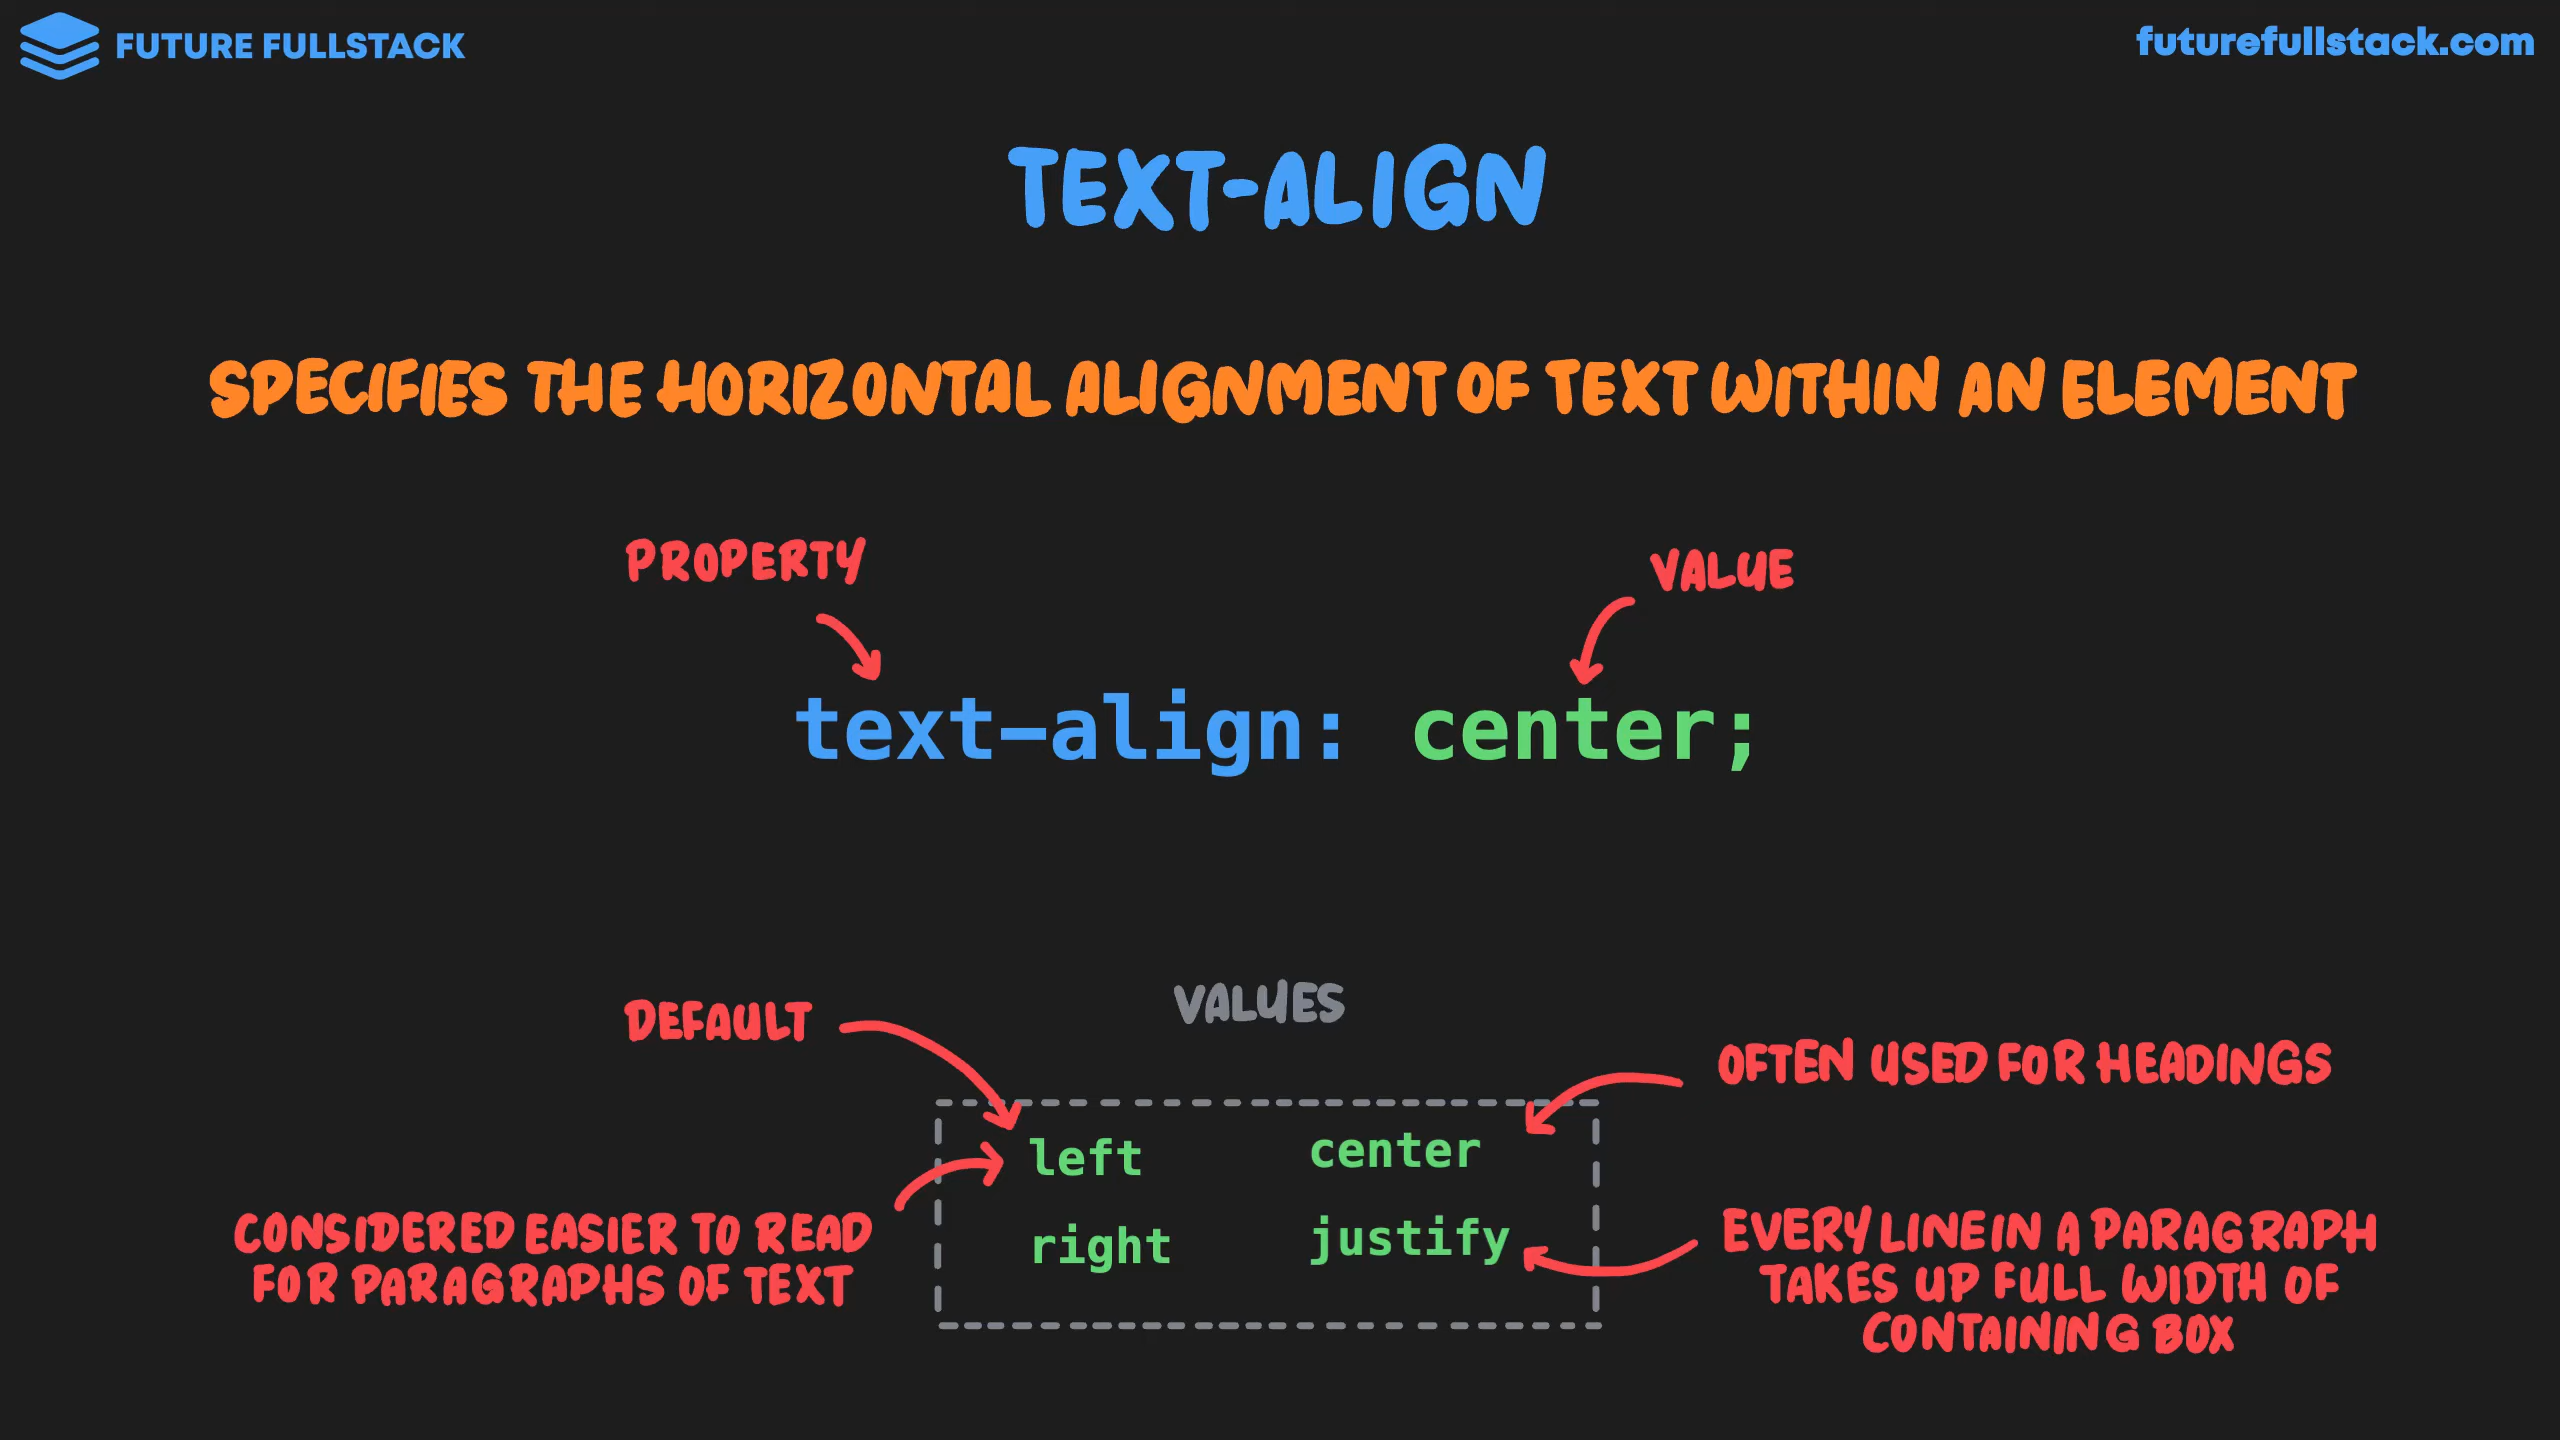 FUTURE FULLSTACK
futurefullstack.com
TEXT-ALIGN
SPECIFIES THE HORIZONTAL ALIGNMENT OF TEXT WITHIN AN ELEMENT
PROPERTY
VALUE
text-align: center;
VALUES
DEFAULT
OFTEN USED FOR HEADINGS
left
center
right
justify
CONSIDERED EASIER TO READ
FOR PARAGRAPHS OF TEXT
EVERY LINE IN A PARAGRAPH
TAKES UP FULL WIDTH OF
CONTAINING BOX